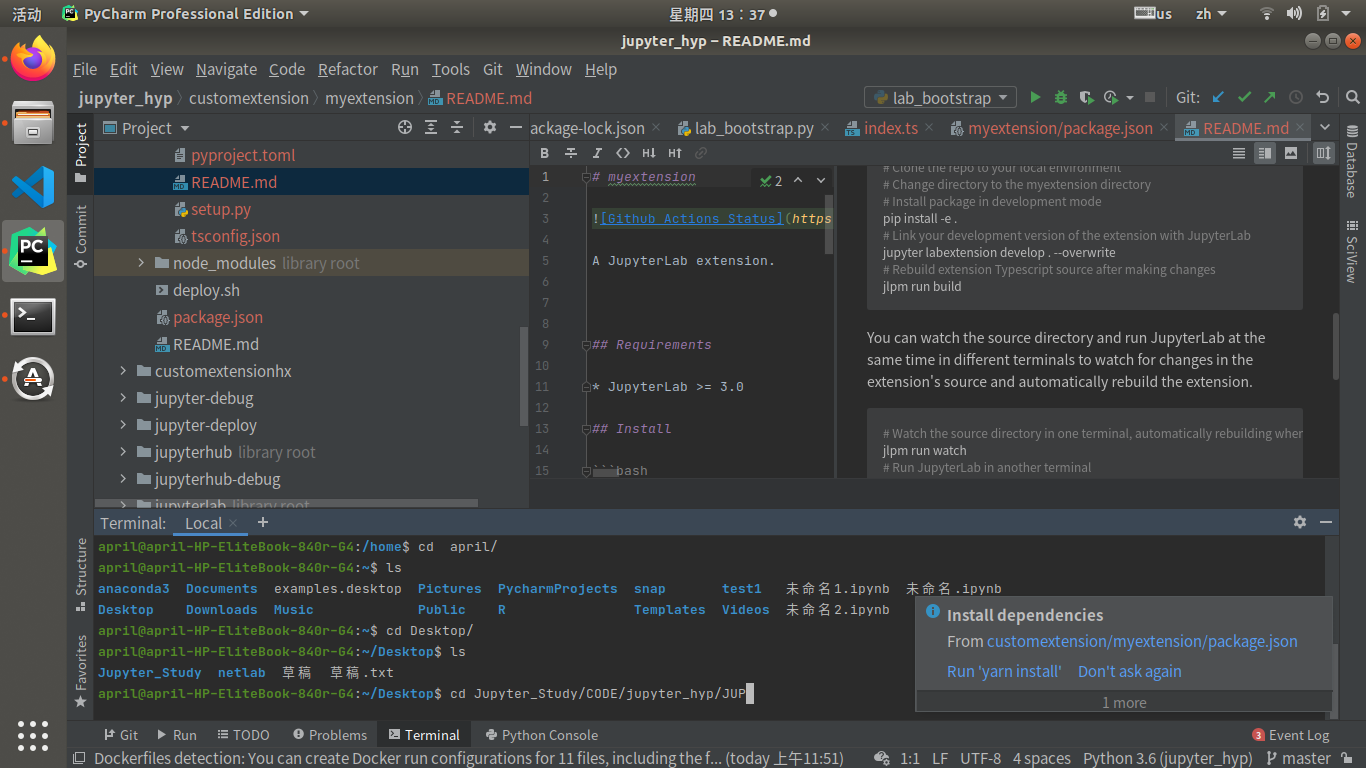 活动 PyCharm Professional Edition 星期四 13：37 us zh
jupyter_hyp – README.md
File Edit View Navigate Code Refactor Run Tools Git Window Help
jupyter_hyp customextension myextension README.md lab_bootstrap Git:
Project ackage-lock.json lab_bootstrap.py index.ts myextension/package.json README.md
Project
Commit
Structure
Favorites
Database
SciView
pyproject.toml
README.md
setup.py
tsconfig.json
node_modules library root
deploy.sh
package.json
README.md
customextensionhx
jupyter-debug
jupyter-deploy
jupyterhub library root
jupyterhub-debug
jupyterlab library root
B I H↓ H↑
2
1 # myextension
2
3 ![Github Actions Status](https
4
5 A JupyterLab extension.
6
7
8
9 ## Requirements
10
11 * JupyterLab >= 3.0
12
13 ## Install
14
15 ```bash
# Clone the repo to your local environment
# Change directory to the myextension directory
# Install package in development mode
pip install -e .
# Link your development version of the extension with JupyterLab
jupyter labextension develop . --overwrite
# Rebuild extension Typescript source after making changes
jlpm run build
You can watch the source directory and run JupyterLab at the
same time in different terminals to watch for changes in the
extension's source and automatically rebuild the extension.
# Watch the source directory in one terminal, automatically rebuilding wher
jlpm run watch
# Run JupyterLab in another terminal
Terminal: Local
april@april-HP-EliteBook-840r-G4:/home$ cd  april/
april@april-HP-EliteBook-840r-G4:~$ ls
anaconda3 Documents examples.desktop Pictures PycharmProjects snap test1 未命名1.ipynb 未命名.ipynb
Desktop Downloads Music Public R Templates Videos 未命名2.ipynb
april@april-HP-EliteBook-840r-G4:~$ cd Desktop/
april@april-HP-EliteBook-840r-G4:~/Desktop$ ls
Jupyter_Study netlab 草稿 草稿.txt
april@april-HP-EliteBook-840r-G4:~/Desktop$ cd Jupyter_Study/CODE/jupyter_hyp/JUP
Install dependencies
From customextension/myextension/package.json
Run 'yarn install' Don't ask again
1 more
Git Run TODO Problems Terminal Python Console 3 Event Log
Dockerfiles detection: You can create Docker run configurations for 11 files, including the f... (today 上午11:51) 1:1 LF UTF-8 4 spaces Python 3.6 (jupyter_hyp) master